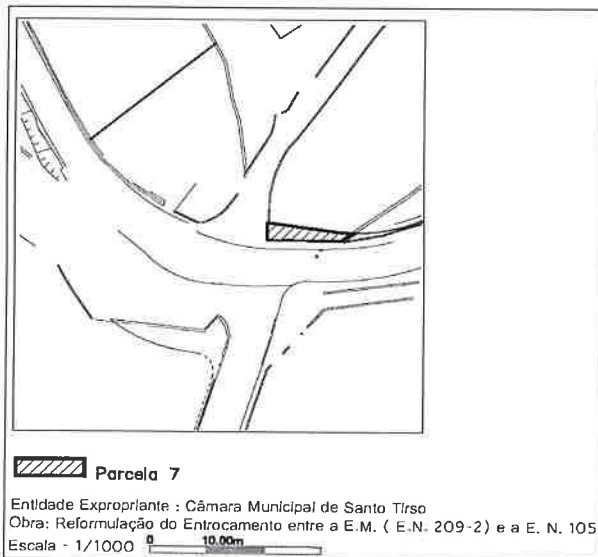 Parcela 7
Entidade Expropriante : Câmara Municipal de Santo Tirso
Obra: Reformulação do Entrocamento entre a E.M. ( E.N. 209-2) e a E. N. 105
Escala - 1/1000 0 10.00m